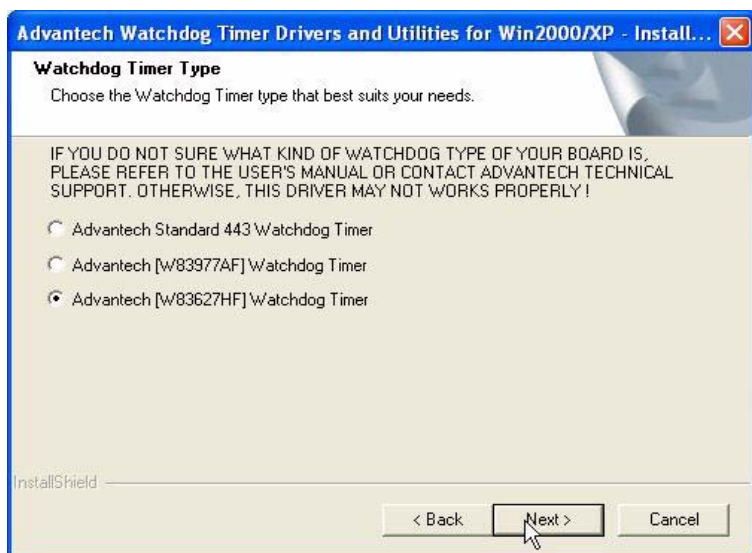 Advantech Watchdog Timer Drivers and Utilities for Win2000/XP - Install...
Watchdog Timer Type
Choose the Watchdog Timer type that best suits your needs.
IF YOU DO NOT SURE WHAT KIND OF WATCHDOG TYPE OF YOUR BOARD IS,
PLEASE REFER TO THE USER'S MANUAL OR CONTACT ADVANTECH TECHNICAL
SUPPORT. OTHERWISE, THIS DRIVER MAY NOT WORKS PROPERLY !
Advantech Standard 443 Watchdog Timer
Advantech [W83977AF] Watchdog Timer
Advantech [W83627HF] Watchdog Timer
InstallShield
< Back Next > Cancel